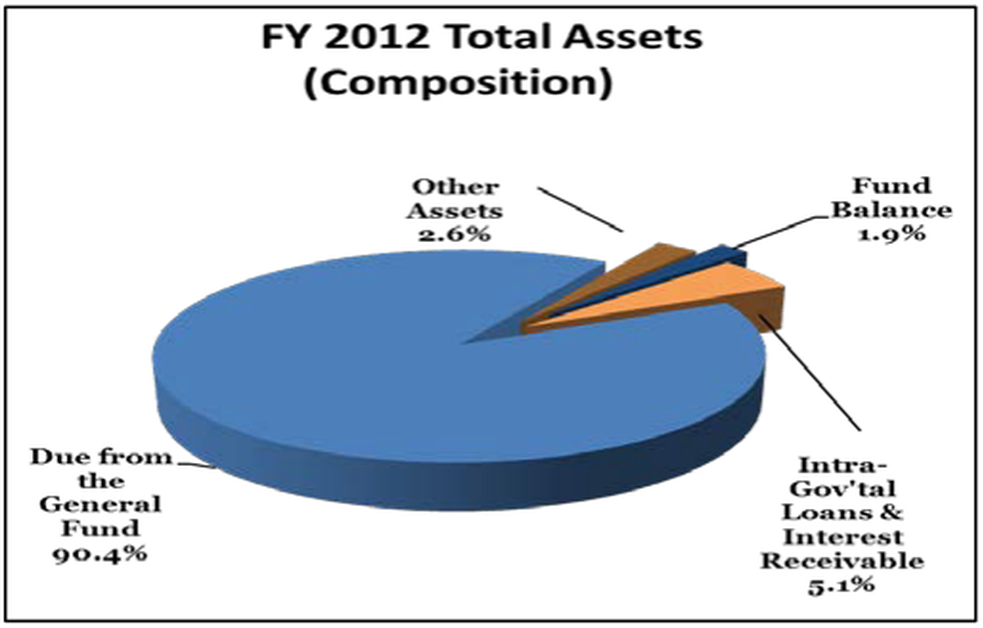 FY 2012 Total Assets
(Composition)
Other
Assets
2.6%
Fund
Balance
1.9%
Due from
the
General
Fund
90.4%
Intra-
Gov'tal
Loans &
Interest
Receivable
5.1%